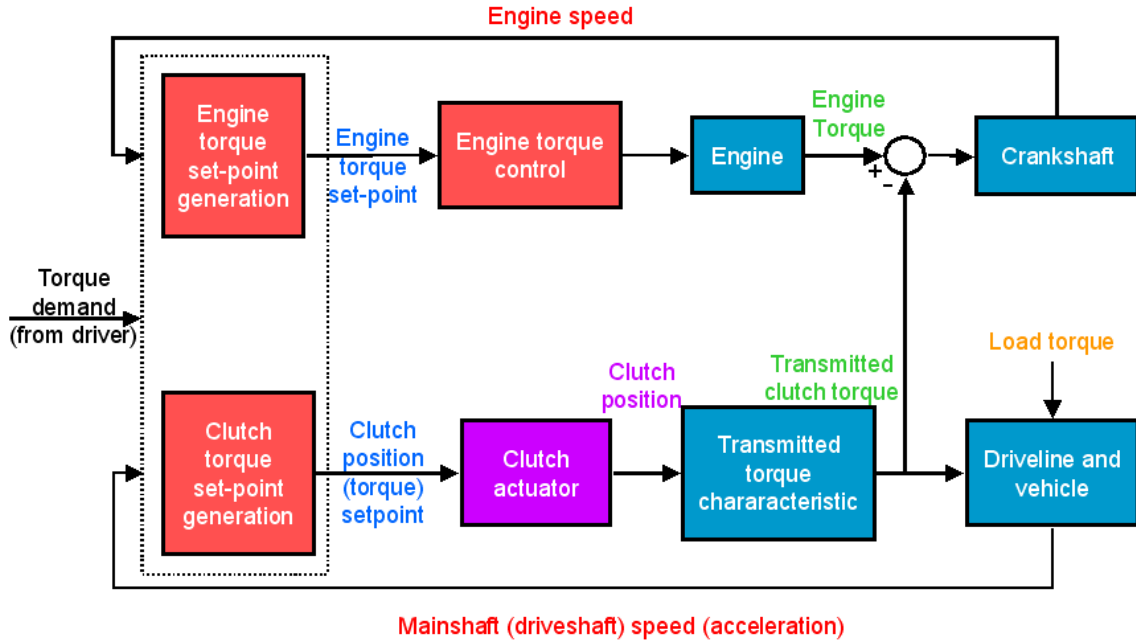 Engine speed
Engine
torque
set-point
generation
Engine
torque
set-point
Engine torque
control
Engine
Engine
Torque
+
-
Crankshaft
Torque
demand
(from driver)
Clutch
torque
set-point
generation
Clutch
position
(torque)
setpoint
Clutch
actuator
Clutch
position
Transmitted
torque
chararacteristic
Transmitted
clutch torque
Load torque
Driveline and
vehicle
Mainshaft (driveshaft) speed (acceleration)